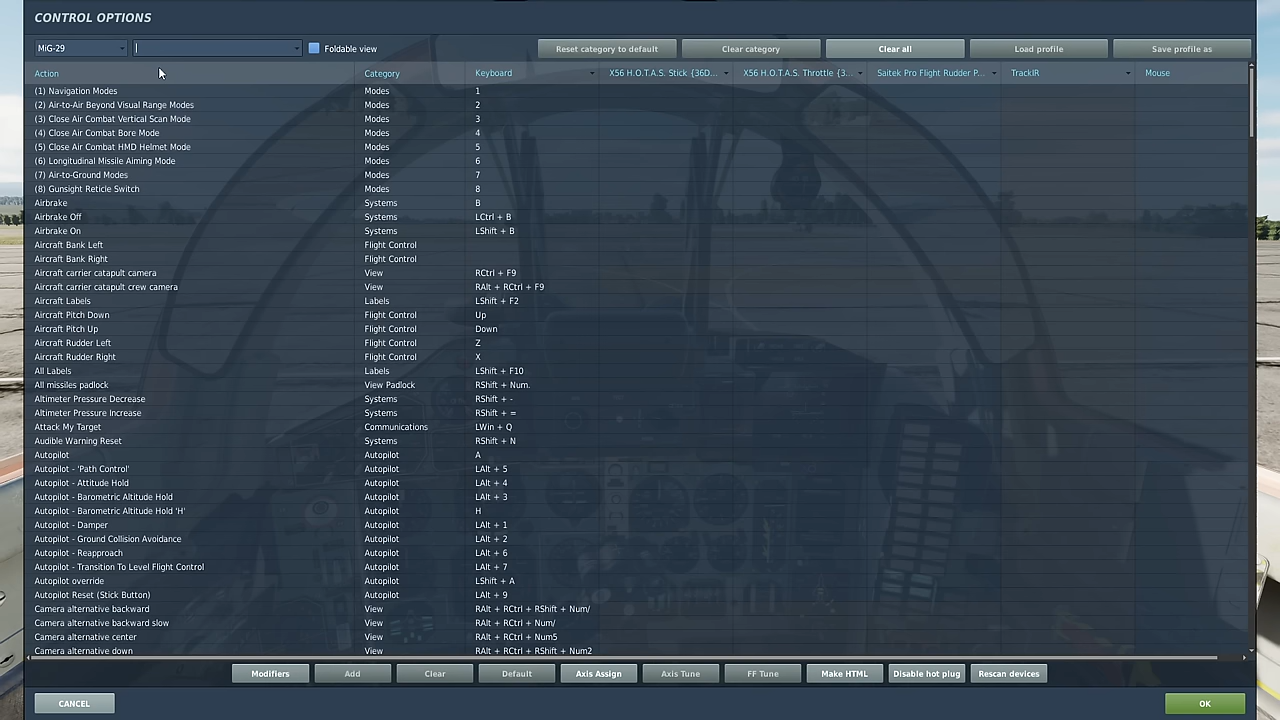 CONTROL OPTIONS
MiG-29 Foldable view Reset category to default Clear category Clear all Load profile Save profile as
Action Category Keyboard X56 H.O.T.A.S. Stick {36D... X56 H.O.T.A.S. Throttle {3... Saitek Pro Flight Rudder P... TrackIR Mouse
(1) Navigation Modes Modes 1
(2) Air-to-Air Beyond Visual Range Modes Modes 2
(3) Close Air Combat Vertical Scan Mode Modes 3
(4) Close Air Combat Bore Mode Modes 4
(5) Close Air Combat HMD Helmet Mode Modes 5
(6) Longitudinal Missile Aiming Mode Modes 6
(7) Air-to-Ground Modes Modes 7
(8) Gunsight Reticle Switch Modes 8
Airbrake Systems B
Airbrake Off Systems LCtrl + B
Airbrake On Systems LShift + B
Aircraft Bank Left Flight Control
Aircraft Bank Right Flight Control
Aircraft carrier catapult camera View RCtrl + F9
Aircraft carrier catapult crew camera View RAlt + RCtrl + F9
Aircraft Labels Labels LShift + F2
Aircraft Pitch Down Flight Control Up
Aircraft Pitch Up Flight Control Down
Aircraft Rudder Left Flight Control Z
Aircraft Rudder Right Flight Control X
All Labels Labels LShift + F10
All missiles padlock View Padlock RShift + Num.
Altimeter Pressure Decrease Systems RShift + -
Altimeter Pressure Increase Systems RShift + =
Attack My Target Communications LWin + Q
Audible Warning Reset Systems RShift + N
Autopilot Autopilot A
Autopilot - 'Path Control' Autopilot LAlt + 5
Autopilot - Attitude Hold Autopilot LAlt + 4
Autopilot - Barometric Altitude Hold Autopilot LAlt + 3
Autopilot - Barometric Altitude Hold 'H' Autopilot H
Autopilot - Damper Autopilot LAlt + 1
Autopilot - Ground Collision Avoidance Autopilot LAlt + 2
Autopilot - Reapproach Autopilot LAlt + 6
Autopilot - Transition To Level Flight Control Autopilot LAlt + 7
Autopilot override Autopilot LShift + A
Autopilot Reset (Stick Button) Autopilot LAlt + 9
Camera alternative backward View RAlt + RCtrl + RShift + Num/
Camera alternative backward slow View RAlt + RCtrl + Num/
Camera alternative center View RAlt + RCtrl + Num5
Camera alternative down View RAlt + RCtrl + RShift + Num2
Modifiers Add Clear Default Axis Assign Axis Tune FF Tune Make HTML Disable hot plug Rescan devices
CANCEL OK